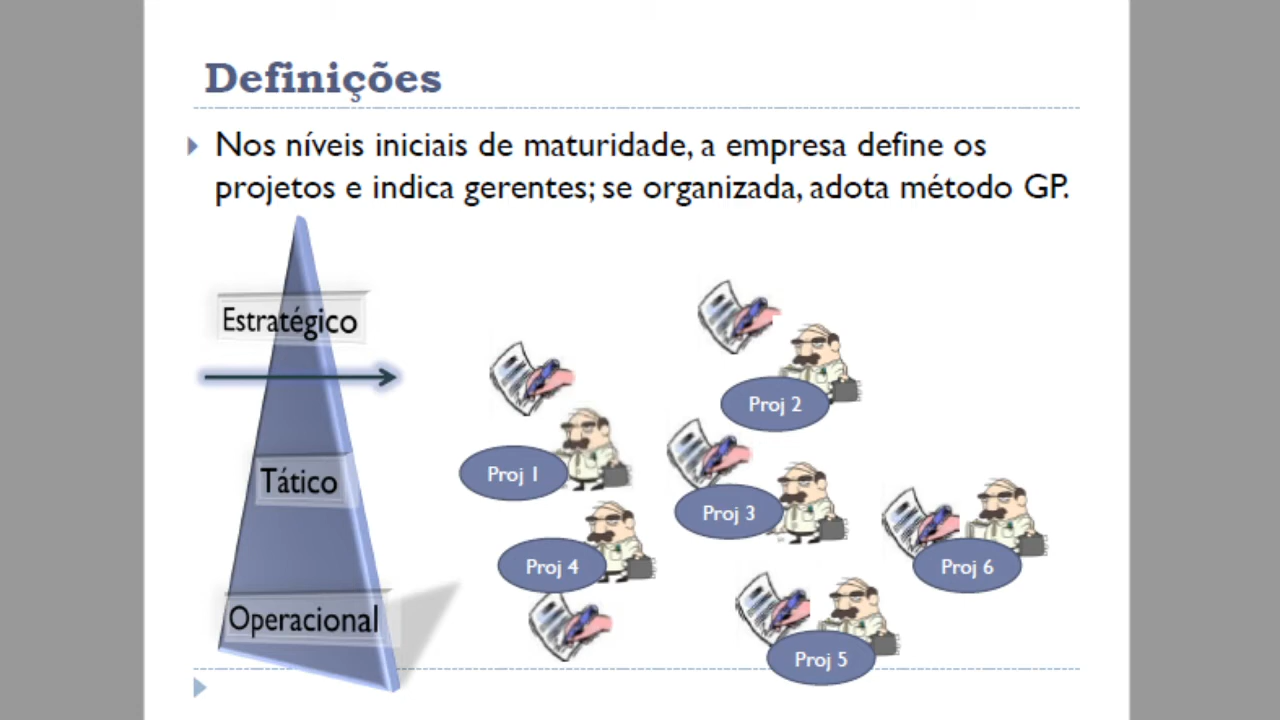 Definições
Nos níveis iniciais de maturidade, a empresa define os
projetos e indica gerentes; se organizada, adota método GP.
Estratégico
Tático
Operacional
Proj 1
Proj 2
Proj 3
Proj 4
Proj 5
Proj 6